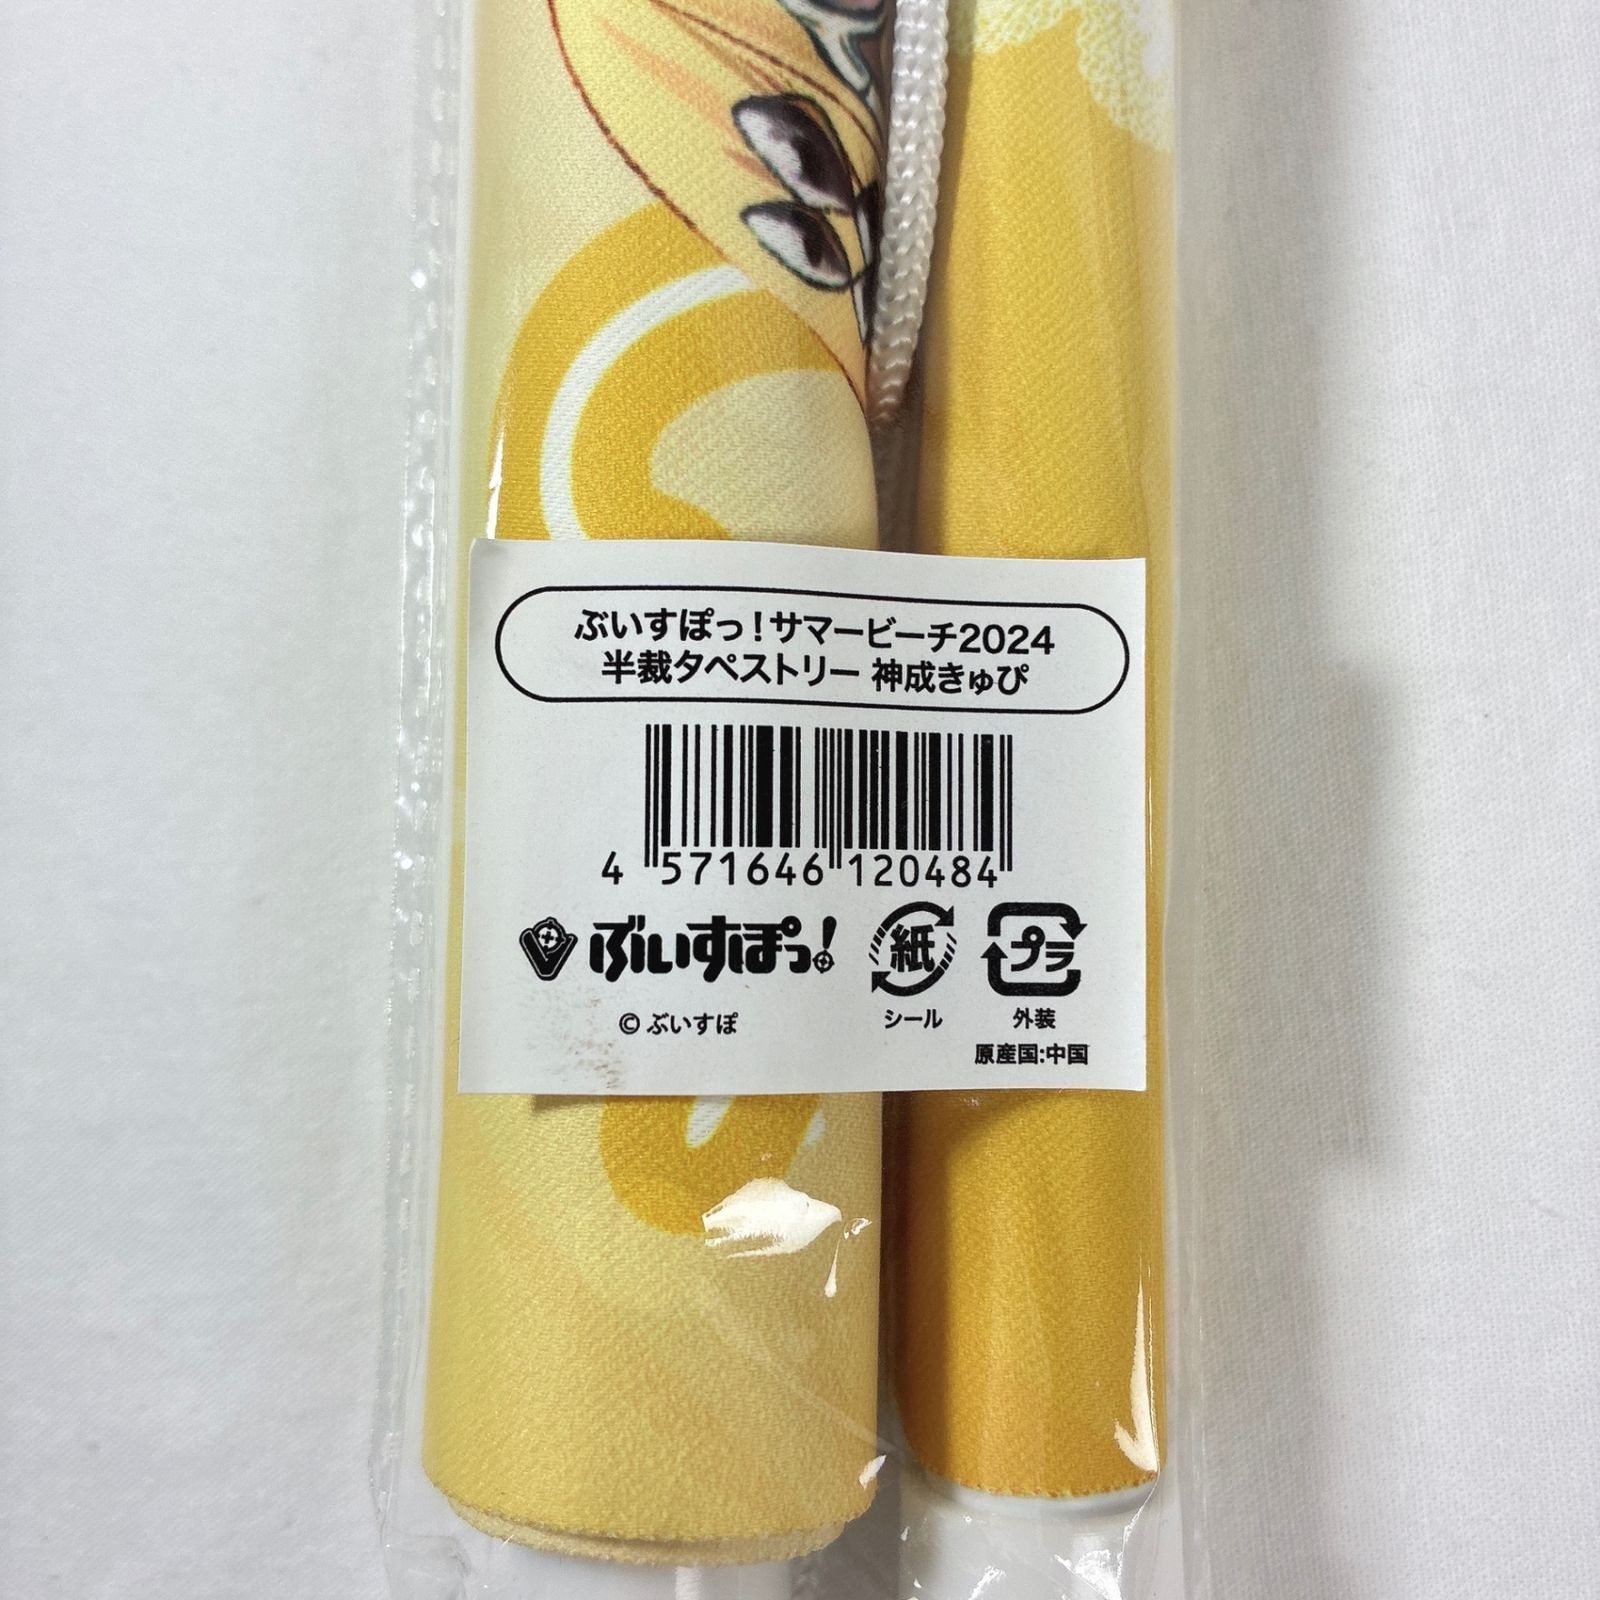 ぶいすぽっ！サマービーチ2024
半裁タペストリー 神成きゅぴ
4 571646 120484
ぶいすぽっ！
紙
プラ
© ぶいすぽ
シール
外装
原産国:中国